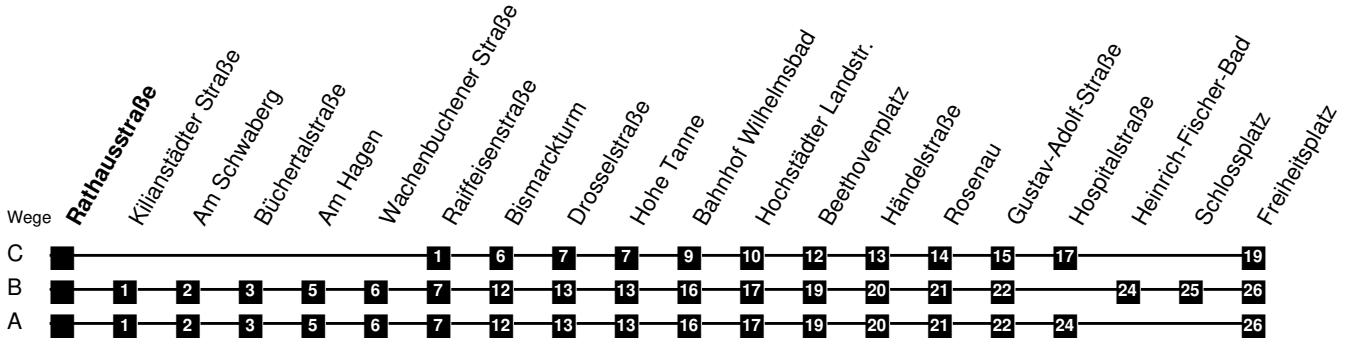 Rathausstraße
Kilianstädter Straße
Am Schwaberg
Büchertalstraße
Am Hagen
Wachenbuchener Straße
Raiffeisenstraße
Bismarckturm
Drosselstraße
Hohe Tanne
Bahnhof Wilhelmsbad
Hochstädter Landstr.
Beethovenplatz
Händelstraße
Rosenau
Gustav-Adolf-Straße
Hospitalstraße
Heinrich-Fischer-Bad
Schlossplatz
Freiheitsplatz
Wege
C 1 6 7 7 9 10 12 13 14 15 17 19
B 1 2 3 5 6 7 12 13 13 16 17 19 20 21 22 24 25 26
A 1 2 3 5 6 7 12 13 13 16 17 19 20 21 22 24 26